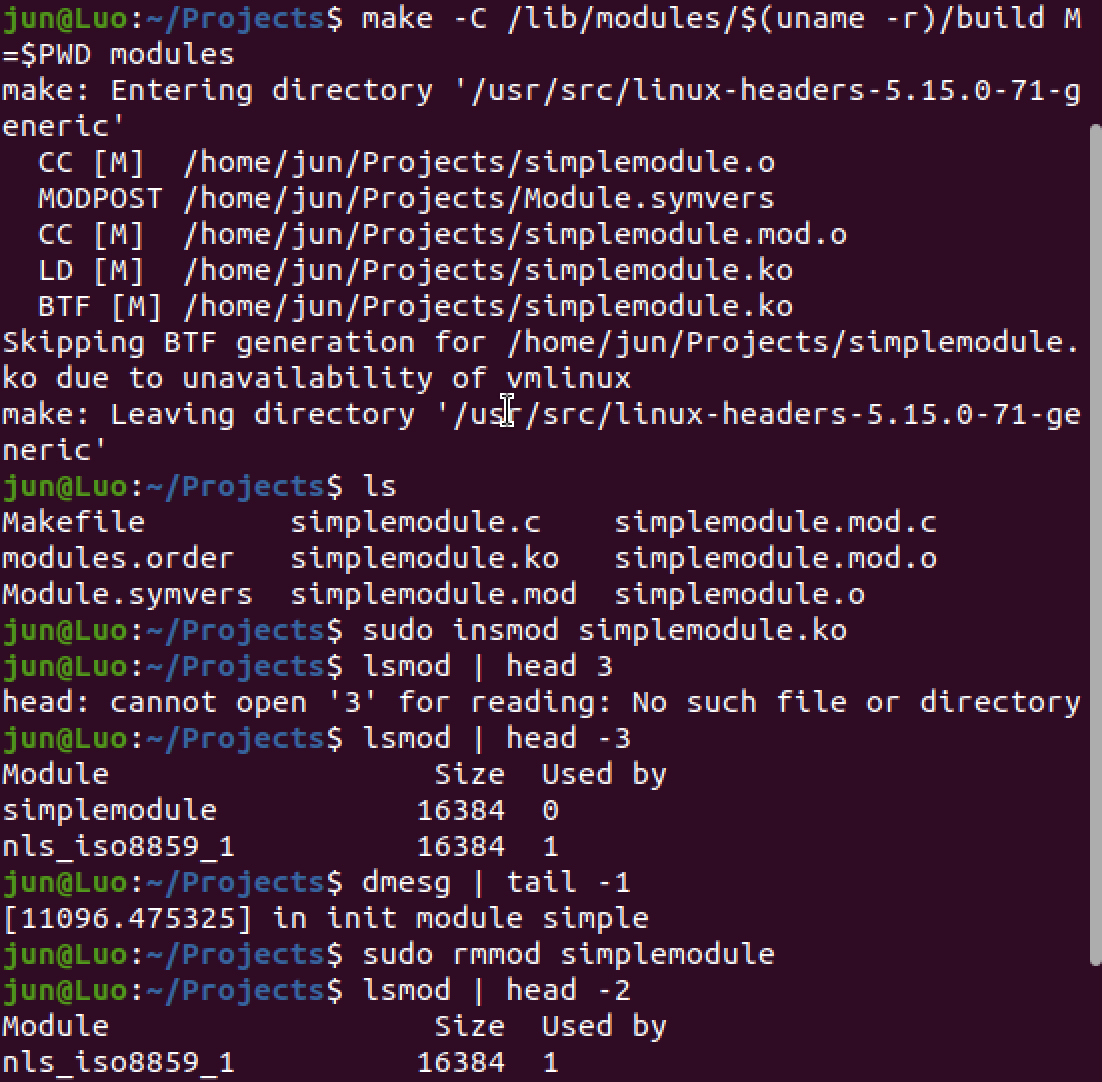 jun@Luo:~/Projects$ make -C /lib/modules/$(uname -r)/build M
=$PWD modules
make: Entering directory '/usr/src/linux-headers-5.15.0-71-g
eneric'
  CC [M]  /home/jun/Projects/simplemodule.o
  MODPOST /home/jun/Projects/Module.symvers
  CC [M]  /home/jun/Projects/simplemodule.mod.o
  LD [M]  /home/jun/Projects/simplemodule.ko
  BTF [M] /home/jun/Projects/simplemodule.ko
Skipping BTF generation for /home/jun/Projects/simplemodule.
ko due to unavailability of vmlinux
make: Leaving directory '/usr/src/linux-headers-5.15.0-71-ge
neric'
jun@Luo:~/Projects$ ls
Makefile        simplemodule.c    simplemodule.mod.c
modules.order   simplemodule.ko   simplemodule.mod.o
Module.symvers  simplemodule.mod  simplemodule.o
jun@Luo:~/Projects$ sudo insmod simplemodule.ko
jun@Luo:~/Projects$ lsmod | head 3
head: cannot open '3' for reading: No such file or directory
jun@Luo:~/Projects$ lsmod | head -3
Module                  Size  Used by
simplemodule           16384  0
nls_iso8859_1          16384  1
jun@Luo:~/Projects$ dmesg | tail -1
[11096.475325] in init module simple
jun@Luo:~/Projects$ sudo rmmod simplemodule
jun@Luo:~/Projects$ lsmod | head -2
Module                  Size  Used by
nls_iso8859_1          16384  1